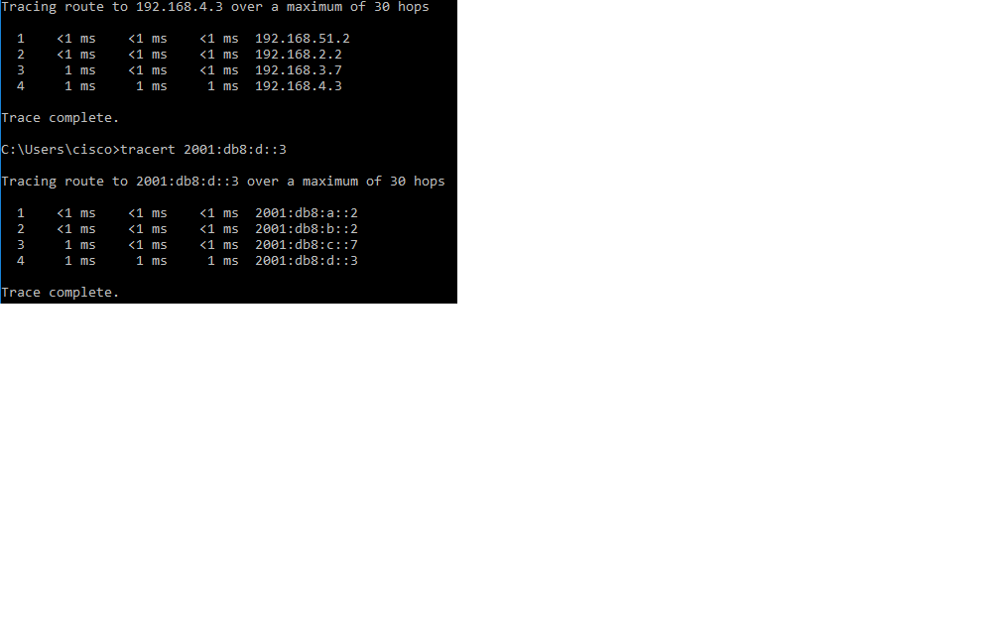 Tracing route to 192.168.4.3 over a maximum of 30 hops
1 <1 ms <1 ms <1 ms 192.168.51.2
2 <1 ms <1 ms <1 ms 192.168.2.2
3 1 ms <1 ms <1 ms 192.168.3.7
4 1 ms 1 ms 1 ms 192.168.4.3
Trace complete.
C:\Users\cisco>tracert 2001:db8:d::3
Tracing route to 2001:db8:d::3 over a maximum of 30 hops
1 <1 ms <1 ms <1 ms 2001:db8:a::2
2 <1 ms <1 ms <1 ms 2001:db8:b::2
3 1 ms <1 ms <1 ms 2001:db8:c::7
4 1 ms 1 ms 1 ms 2001:db8:d::3
Trace complete.